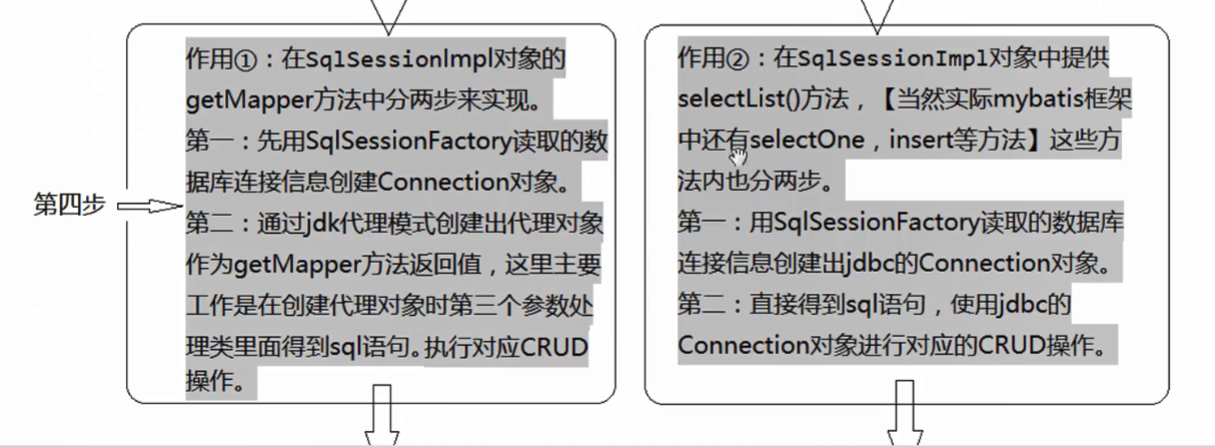 第四步
作用①：在SqlSessionImpl对象的
getMapper方法中分两步来实现。
第一：先用SqlSessionFactory读取的数
据库连接信息创建Connection对象。
第二：通过jdk代理模式创建出代理对象
作为getMapper方法返回值，这里主要
工作是在创建代理对象时第三个参数处
理类里面得到sql语句。执行对应CRUD
操作。
作用②：在SqlSessionImpl对象中提供
selectList()方法，【当然实际mybatis框架
中还有selectOne，insert等方法】这些方
法内也分两步。
第一：用SqlSessionFactory读取的数据库
连接信息创建出jdbc的Connection对象。
第二：直接得到sql语句，使用jdbc的
Connection对象进行对应的CRUD操作。